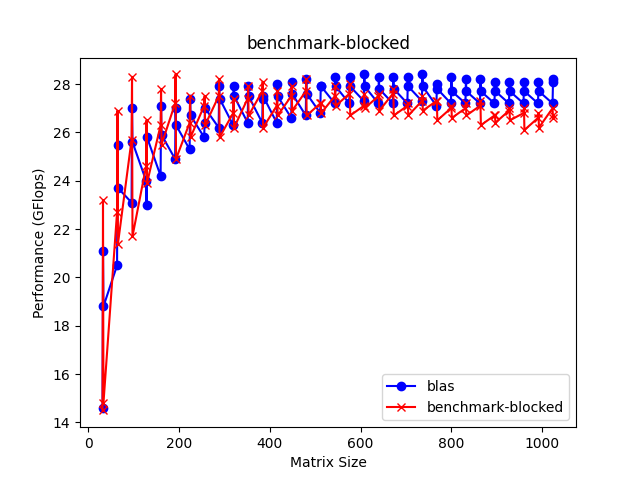 benchmark-blocked
Performance (GFlops)
28
26
24
22
20
18
16
14
0
200
400
600
800
1000
Matrix Size
blas
benchmark-blocked